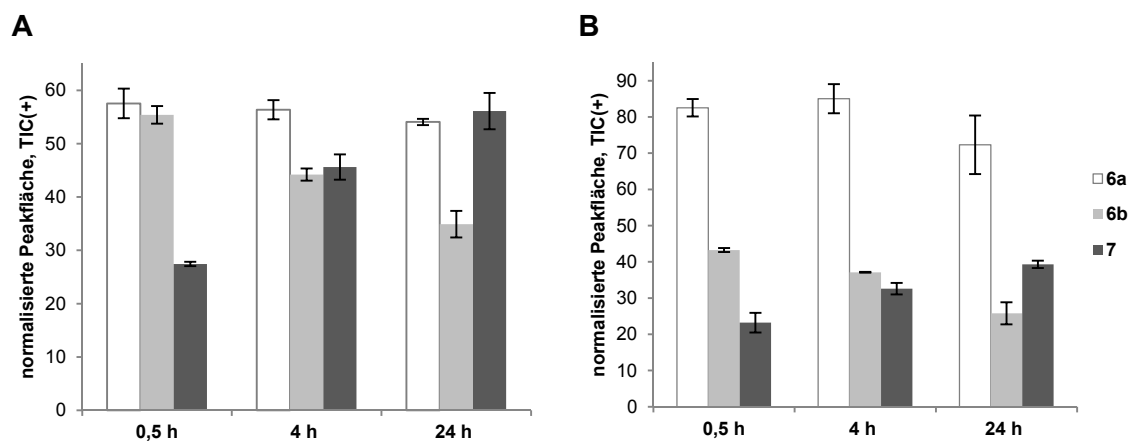 A
normalisierte Peakfläche, TIC(+)
60
50
40
30
20
10
0
0,5 h
4 h
24 h
B
normalisierte Peakfläche, TIC(+)
90
80
70
60
50
40
30
20
10
0
0,5 h
4 h
24 h
6a
6b
7